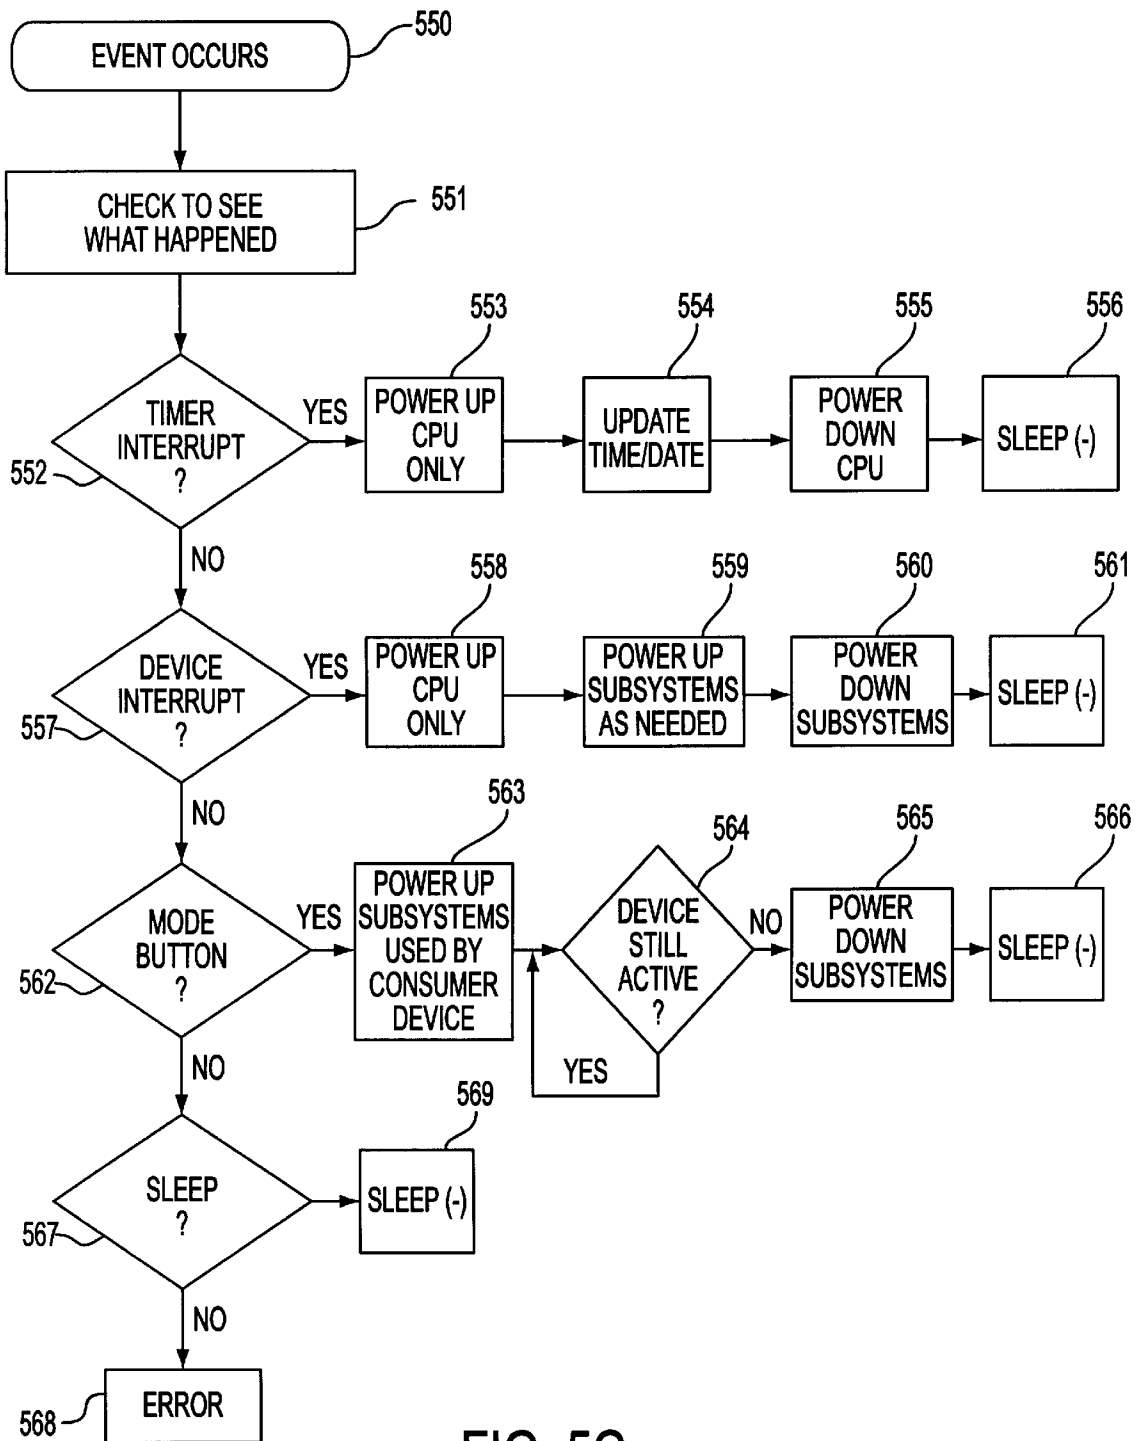 550
EVENT OCCURS
551
CHECK TO SEE
WHAT HAPPENED
553
554
555
556
TIMER
INTERRUPT
?
552
YES
POWER UP
CPU
ONLY
UPDATE
TIME/DATE
POWER
DOWN
CPU
SLEEP (-)
NO
558
559
560
561
DEVICE
INTERRUPT
?
557
YES
POWER UP
CPU
ONLY
POWER UP
SUBSYSTEMS
AS NEEDED
POWER
DOWN
SUBSYSTEMS
SLEEP (-)
NO
563
564
565
566
MODE
BUTTON
?
562
YES
POWER UP
SUBSYSTEMS
USED BY
CONSUMER
DEVICE
DEVICE
STILL
ACTIVE
?
NO
POWER
DOWN
SUBSYSTEMS
SLEEP (-)
YES
NO
569
SLEEP
?
567
SLEEP (-)
NO
ERROR
568